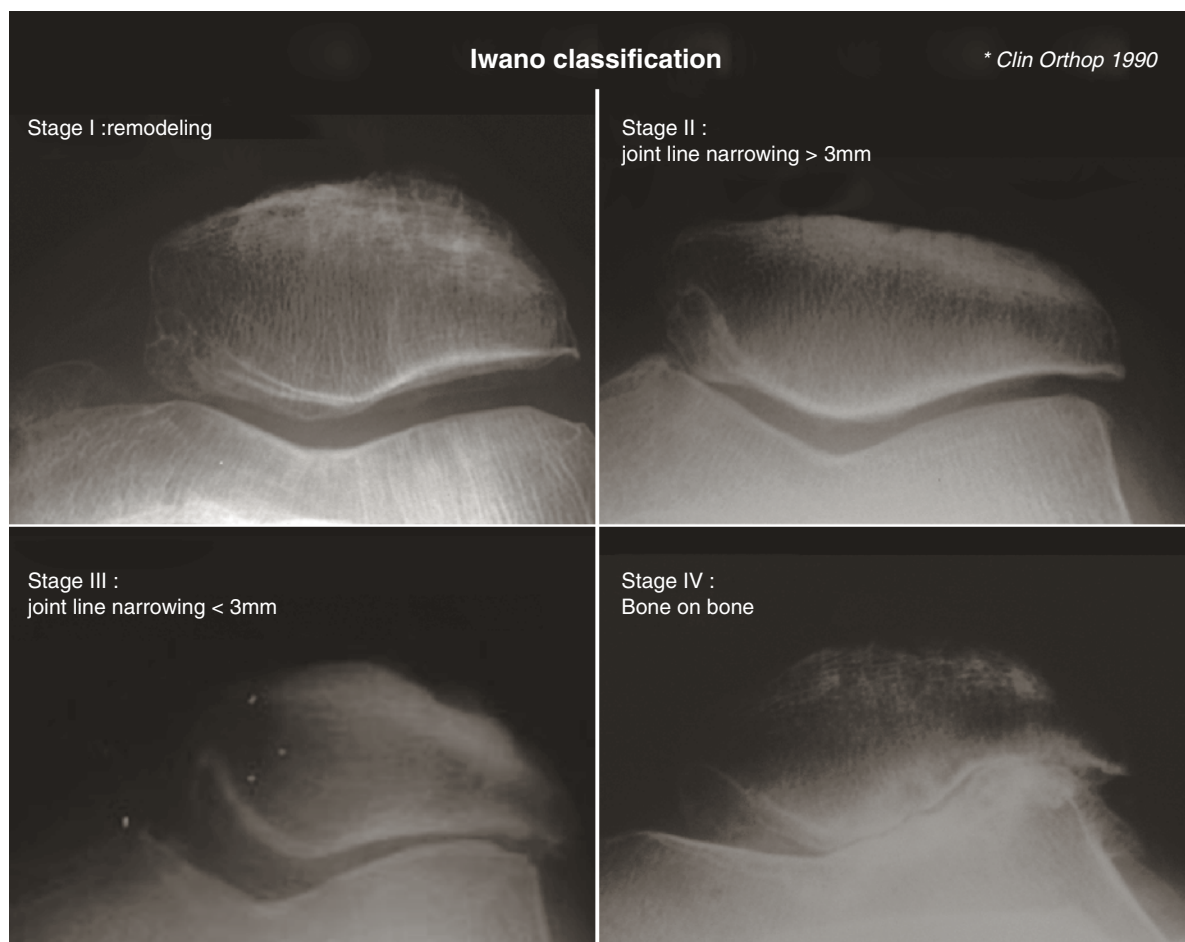 Iwano classification
* Clin Orthop 1990
Stage I :remodeling
Stage II :
joint line narrowing > 3mm
Stage III :
joint line narrowing < 3mm
Stage IV :
Bone on bone